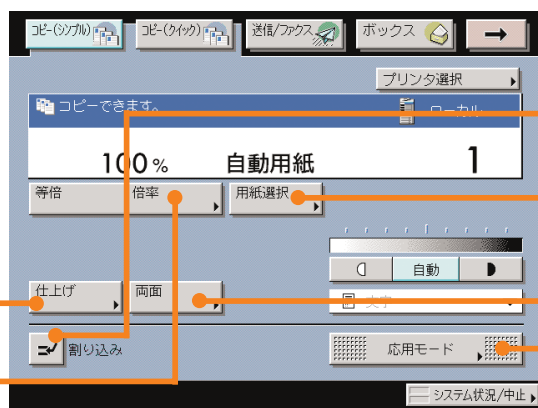 コピー(シンプル) コピー(クイック) 送信/ファクス ボックス
プリンタ選択
コピーできます。 ローカル
100% 自動用紙 1
等倍 倍率 用紙選択
自動
仕上げ 両面 文字
割り込み 応用モード
システム状況/中止